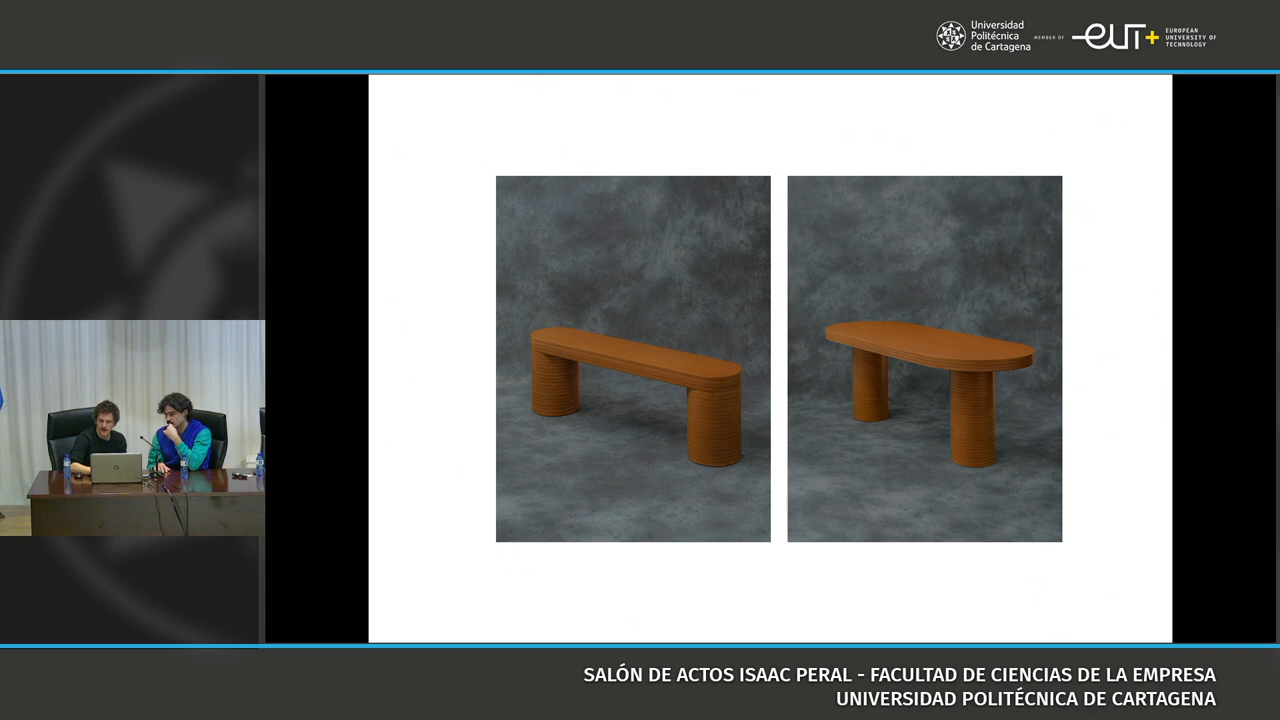 Universidad
Politécnica
de Cartagena
MEMBER OF
EUT+
EUROPEAN
UNIVERSITY OF
TECHNOLOGY
SALÓN DE ACTOS ISAAC PERAL - FACULTAD DE CIENCIAS DE LA EMPRESA
UNIVERSIDAD POLITÉCNICA DE CARTAGENA